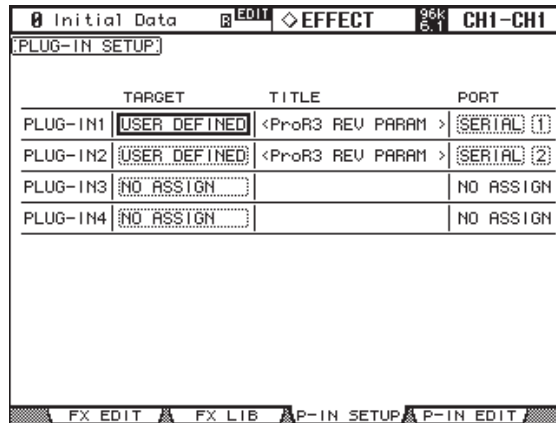 0 Initial Data R EDIT ◇EFFECT 96k 6.1 CH1-CH1
PLUG-IN SETUP
TARGET TITLE PORT
PLUG-IN1 USER DEFINED <ProR3 REV PARAM > SERIAL 1
PLUG-IN2 USER DEFINED <ProR3 REV PARAM > SERIAL 2
PLUG-IN3 NO ASSIGN NO ASSIGN
PLUG-IN4 NO ASSIGN NO ASSIGN
FX EDIT FX LIB P-IN SETUP P-IN EDIT